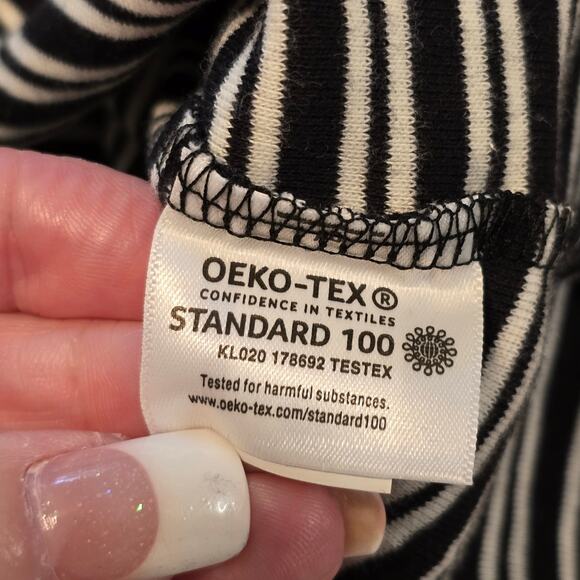 OEKO-TEX®
CONFIDENCE IN TEXTILES
STANDARD 100
KL020 178692 TESTEX
Tested for harmful substances.
www.oeko-tex.com/standard100